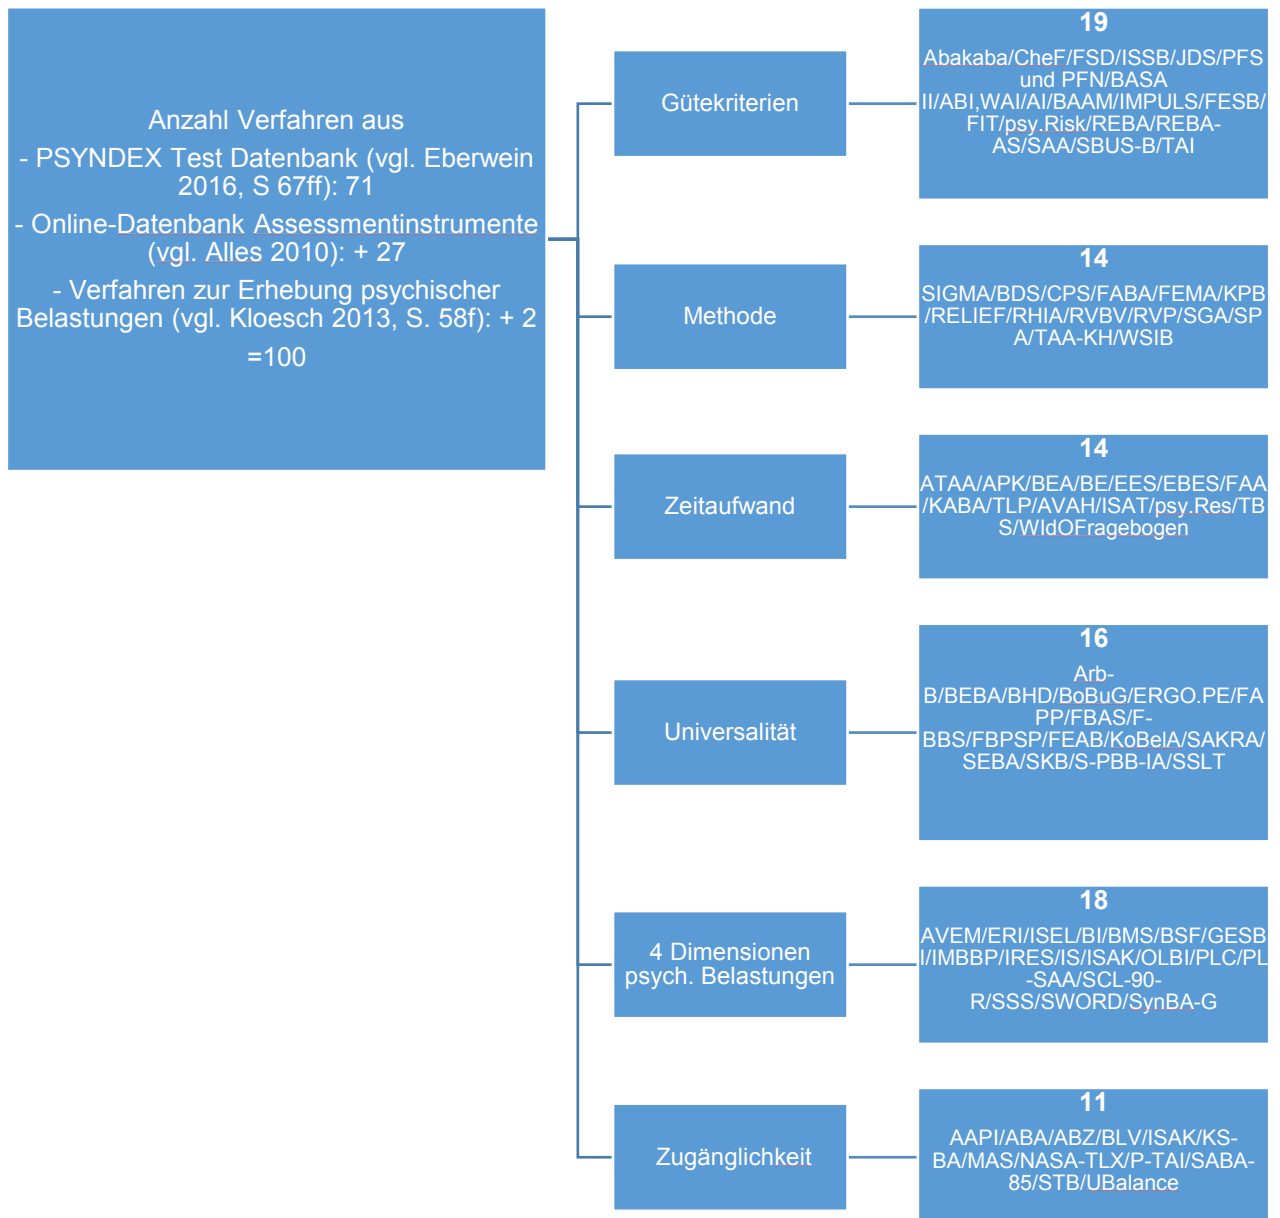 Anzahl Verfahren aus
- PSYNDEX Test Datenbank (vgl. Eberwein
2016, S 67ff): 71
- Online-Datenbank Assessmentinstrumente
(vgl. Alles 2010): + 27
- Verfahren zur Erhebung psychischer
Belastungen (vgl. Kloesch 2013, S. 58f): + 2
=100
Gütekriterien
19
Abakaba/CheF/FSD/ISSB/JDS/PFS
und PFN/BASA
II/ABI,WAI/AI/BAAM/IMPULS/FESB/
FIT/psy.Risk/REBA/REBA-
AS/SAA/SBUS-B/TAI
Methode
14
SIGMA/BDS/CPS/FABA/FEMA/KPB
/RELIEF/RHIA/RVBV/RVP/SGA/SP
A/TAA-KH/WSIB
Zeitaufwand
14
ATAA/APK/BEA/BE/EES/EBES/FAA
/KABA/TLP/AVAH/ISAT/psy.Res/TB
S/WIdOFragebogen
Universalität
16
Arb-
B/BEBA/BHD/BoBuG/ERGO.PE/FA
PP/FBAS/F-
BBS/FBPSP/FEAB/KoBelA/SAKRA/
SEBA/SKB/S-PBB-IA/SSLT
4 Dimensionen
psych. Belastungen
18
AVEM/ERI/ISEL/BI/BMS/BSF/GESB
I/IMBBP/IRES/IS/ISAK/OLBI/PLC/PL
-SAA/SCL-90-
R/SSS/SWORD/SynBA-G
Zugänglichkeit
11
AAPI/ABA/ABZ/BLV/ISAK/KS-
BA/MAS/NASA-TLX/P-TAI/SABA-
85/STB/UBalance